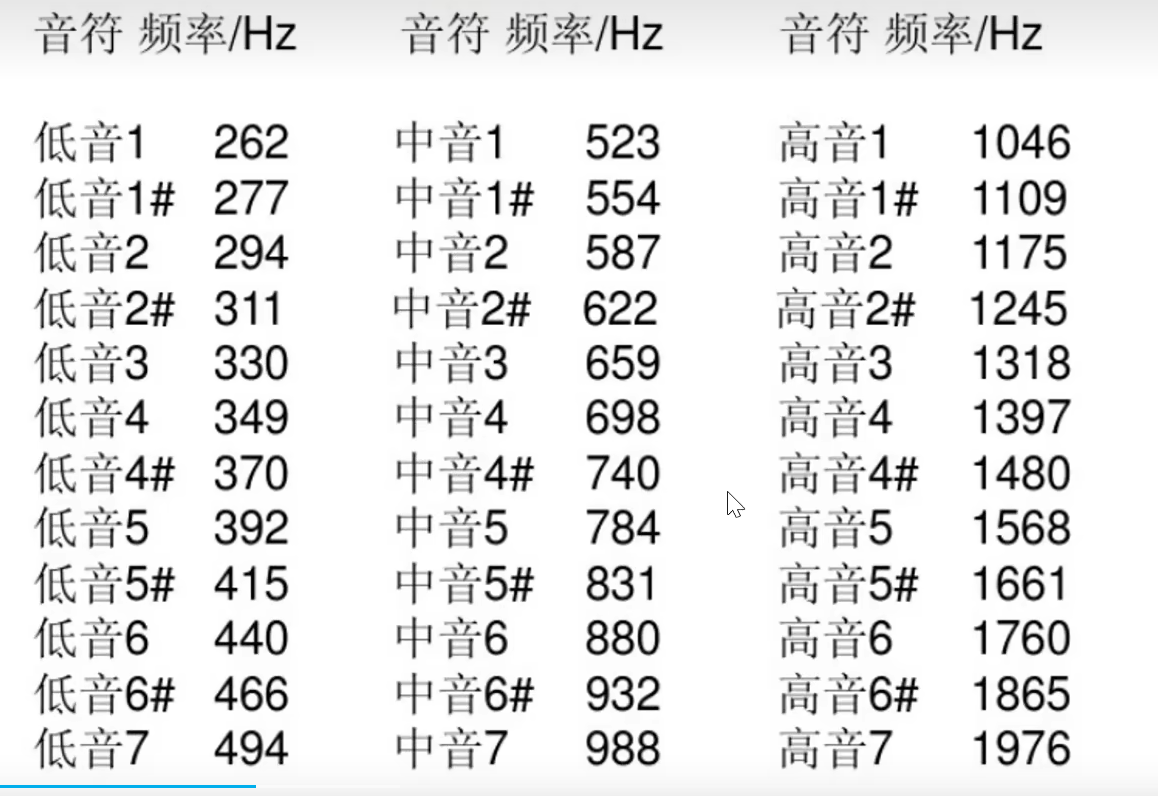 音符 频率/Hz 音符 频率/Hz 音符 频率/Hz
低音1 262 中音1 523 高音1 1046
低音1# 277 中音1# 554 高音1# 1109
低音2 294 中音2 587 高音2 1175
低音2# 311 中音2# 622 高音2# 1245
低音3 330 中音3 659 高音3 1318
低音4 349 中音4 698 高音4 1397
低音4# 370 中音4# 740 高音4# 1480
低音5 392 中音5 784 高音5 1568
低音5# 415 中音5# 831 高音5# 1661
低音6 440 中音6 880 高音6 1760
低音6# 466 中音6# 932 高音6# 1865
低音7 494 中音7 988 高音7 1976